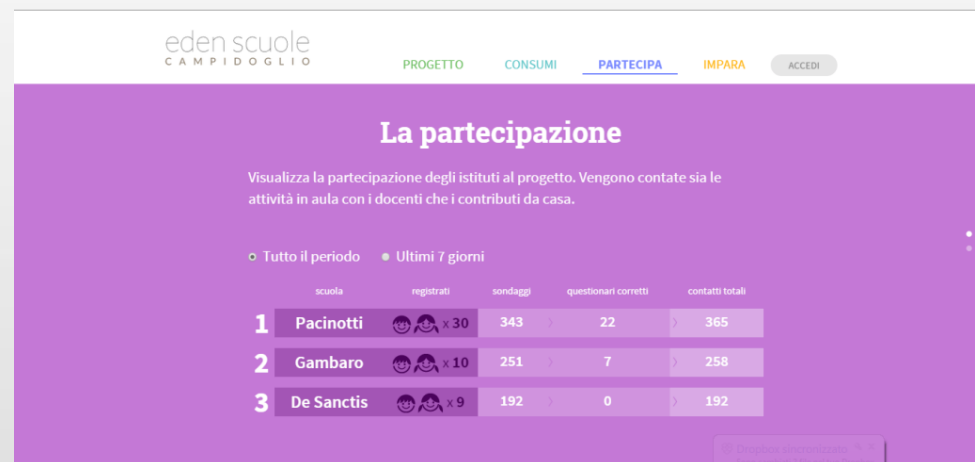 eden scuole
CAMPIDOGLIO
PROGETTO CONSUMI PARTECIPA IMPARA ACCEDI
La partecipazione
Visualizza la partecipazione degli istituti al progetto. Vengono contate sia le
attività in aula con i docenti che i contributi da casa.
Tutto il periodo Ultimi 7 giorni
scuola registrati sondaggi questionari corretti contatti totali
1 Pacinotti x 30 343 22 365
2 Gambaro x 10 251 7 258
3 De Sanctis x 9 192 0 192
Dropbox sincronizzato